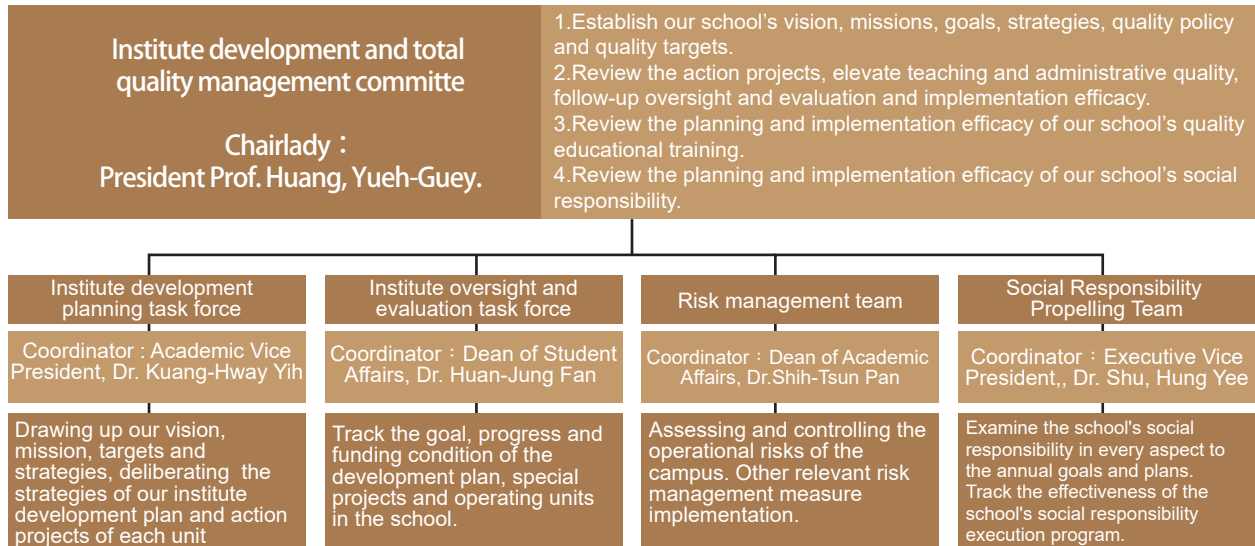 Institute development and total
quality management committe
Chairlady：
President Prof. Huang, Yueh-Guey.
1.Establish our school's vision, missions, goals, strategies, quality policy
and quality targets.
2.Review the action projects, elevate teaching and administrative quality,
follow-up oversight and evaluation and implementation efficacy.
3.Review the planning and implementation efficacy of our school's quality
educational training.
4.Review the planning and implementation efficacy of our school's social
responsibility.
Institute development
planning task force
Coordinator : Academic Vice
President, Dr. Kuang-Hway Yih
Drawing up our vision,
mission, targets and
strategies, deliberating the
strategies of our institute
development plan and action
projects of each unit
Institute oversight and
evaluation task force
Coordinator：Dean of Student
Affairs, Dr. Huan-Jung Fan
Track the goal, progress and
funding condition of the
development plan, special
projects and operating units
in the school.
Risk management team
Coordinator：Dean of Academic
Affairs, Dr.Shih-Tsun Pan
Assessing and controlling the
operational risks of the
campus. Other relevant risk
management measure
implementation.
Social Responsibility
Propelling Team
Coordinator：Executive Vice
President,, Dr. Shu, Hung Yee
Examine the school's social
responsibility in every aspect to
the annual goals and plans.
Track the effectiveness of the
school's social responsibility
execution program.